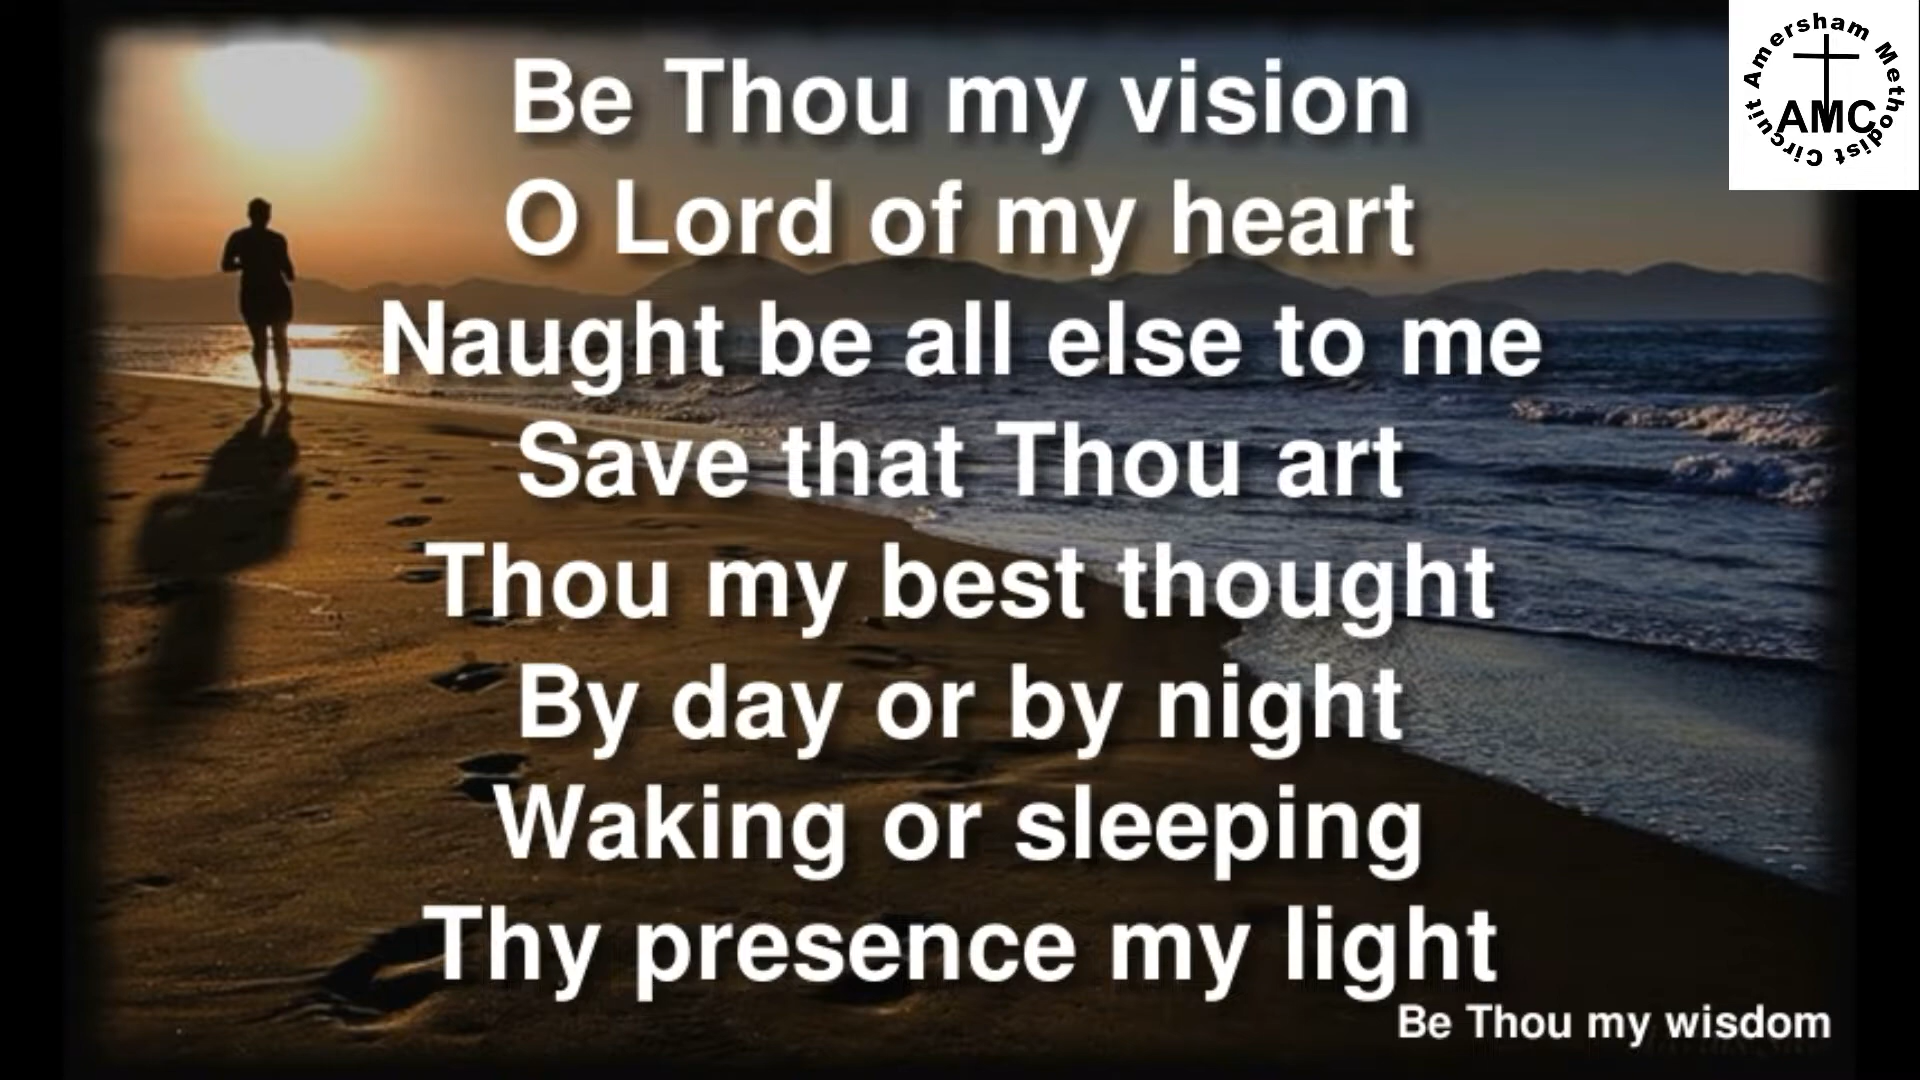 Be Thou my vision
O Lord of my heart
Naught be all else to me
Save that Thou art
Thou my best thought
By day or by night
Waking or sleeping
Thy presence my light
Be Thou my wisdom
Amersham Methodist Circuit
AMC